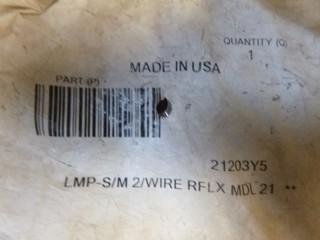 QUANTITY (Q)
1
MADE IN USA
PART (P)
21203Y5
LMP-S/M 2/WIRE RFLX MDL 21 **